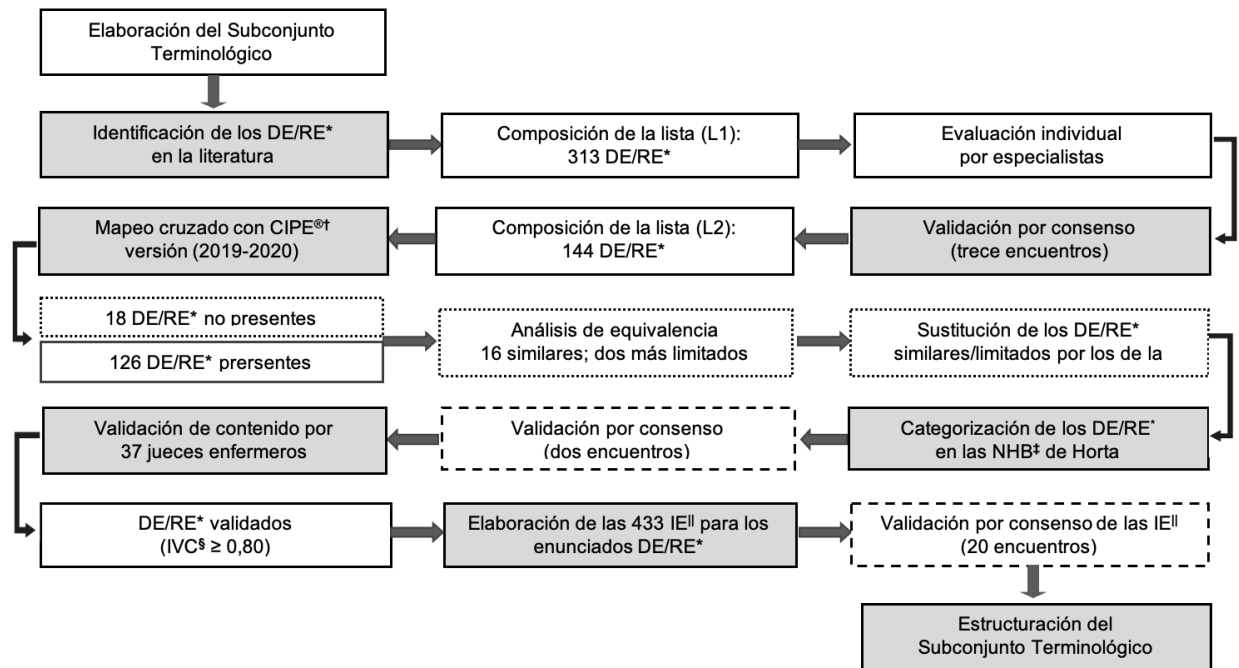 Elaboración del Subconjunto
Terminológico
Identificación de los DE/RE*
en la literatura
Composición de la lista (L1):
313 DE/RE*
Evaluación individual
por especialistas
Validación por consenso
(trece encuentros)
Composición de la lista (L2):
144 DE/RE*
Mapeo cruzado con CIPE®†
versión (2019-2020)
18 DE/RE* no presentes
126 DE/RE* prersentes
Análisis de equivalencia
16 similares; dos más limitados
Sustitución de los DE/RE*
similares/limitados por los de la
Categorización de los DE/RE*
en las NHB‡ de Horta
Validación por consenso
(dos encuentros)
Validación de contenido por
37 jueces enfermeros
DE/RE* validados
(IVC§ ≥ 0,80)
Elaboración de las 433 IE|| para los
enunciados DE/RE*
Validación por consenso de las IE||
(20 encuentros)
Estructuración del
Subconjunto Terminológico